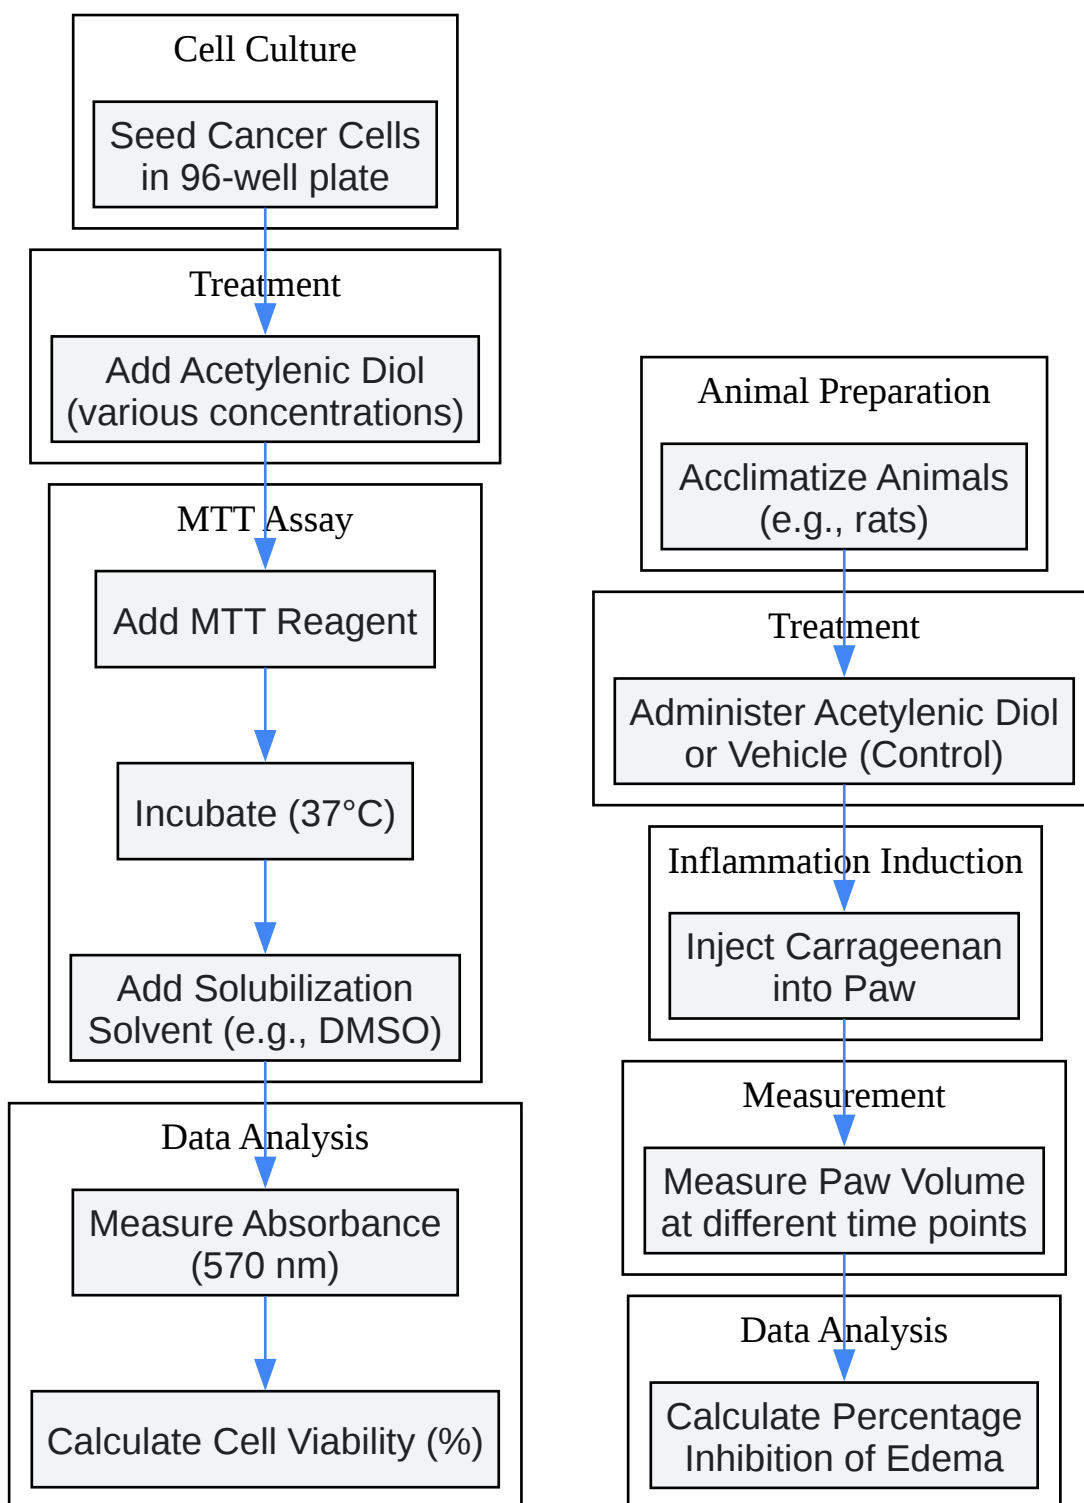 Cell Culture
Seed Cancer Cells
in 96-well plate
Treatment
Add Acetylenic Diol
(various concentrations)
MTT Assay
Add MTT Reagent
Incubate (37°C)
Add Solubilization
Solvent (e.g., DMSO)
Data Analysis
Measure Absorbance
(570 nm)
Calculate Cell Viability (%)
Animal Preparation
Acclimatize Animals
(e.g., rats)
Treatment
Administer Acetylenic Diol
or Vehicle (Control)
Inflammation Induction
Inject Carrageenan
into Paw
Measurement
Measure Paw Volume
at different time points
Data Analysis
Calculate Percentage
Inhibition of Edema